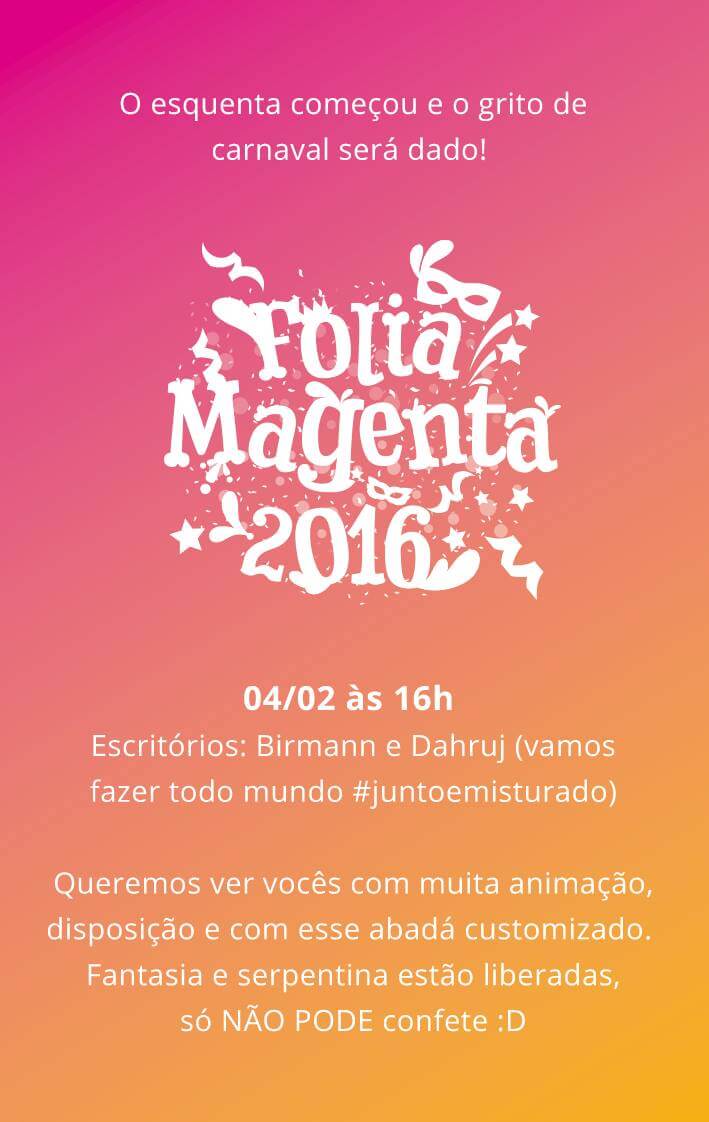 O esquenta começou e o grito de
carnaval será dado!
Folia
Magenta
2016
04/02 às 16h
Escritórios: Birmann e Dahruj (vamos
fazer todo mundo #juntoemisturado)
Queremos ver vocês com muita animação,
disposição e com esse abadá customizado.
Fantasia e serpentina estão liberadas,
só NÃO PODE confete :D